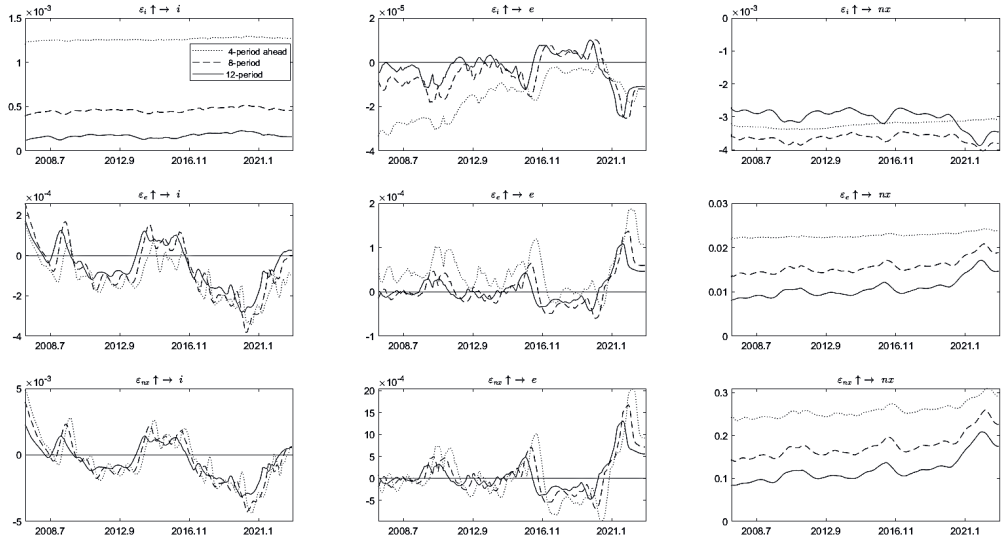 ε_i ↑ → i
×10⁻³
1.5
1
0.5
0
4-period ahead
8-period
12-period
2008.7 2012.9 2016.11 2021.1
ε_i ↑ → e
×10⁻⁵
2
0
-2
-4
2008.7 2012.9 2016.11 2021.1
ε_i ↑ → nx
×10⁻³
0
-1
-2
-3
-4
2008.7 2012.9 2016.11 2021.1
ε_e ↑ → i
×10⁻⁴
2
0
-2
-4
2008.7 2012.9 2016.11 2021.1
ε_e ↑ → e
×10⁻⁴
2
1
0
-1
2008.7 2012.9 2016.11 2021.1
ε_e ↑ → nx
0.03
0.02
0.01
0
2008.7 2012.9 2016.11 2021.1
ε_nx ↑ → i
×10⁻³
5
0
-5
2008.7 2012.9 2016.11 2021.1
ε_nx ↑ → e
×10⁻⁴
20
15
10
5
0
-5
2008.7 2012.9 2016.11 2021.1
ε_nx ↑ → nx
0.3
0.2
0.1
0
2008.7 2012.9 2016.11 2021.1